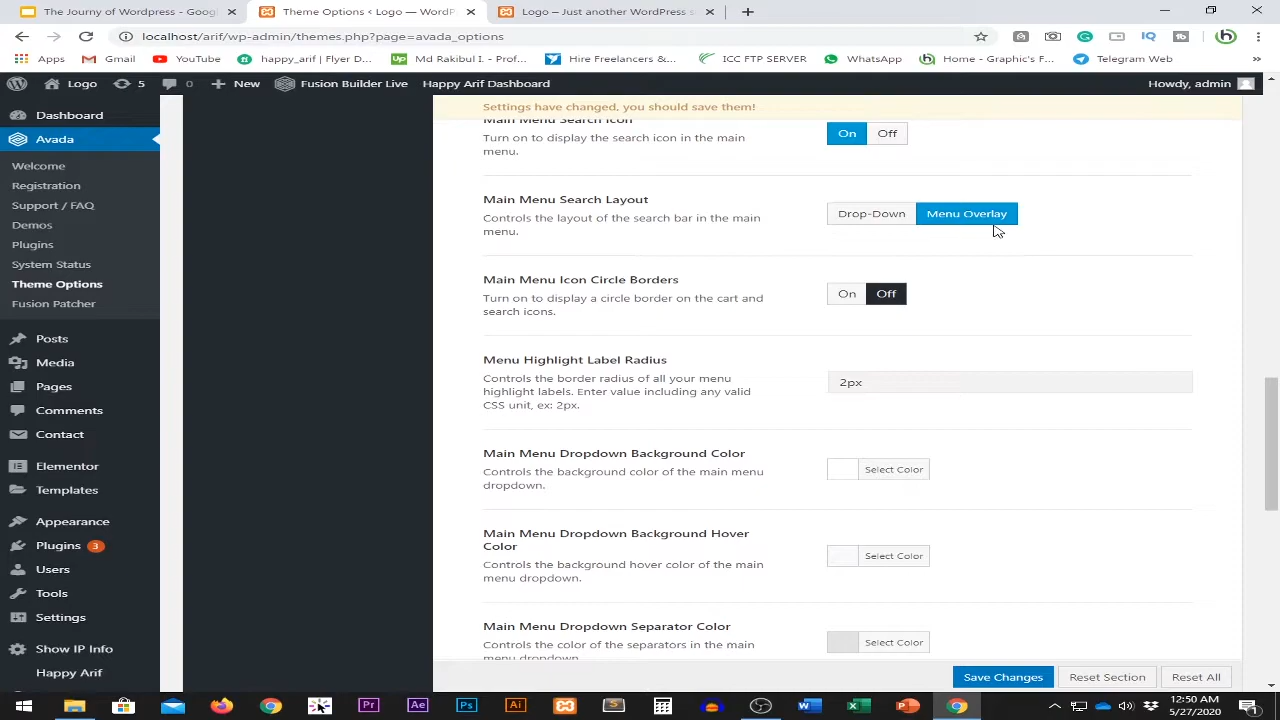 The Journy of Wordpress - Googl
Theme Options < Logo — WordP
Logo – Just another WordPress s
localhost/arif/wp-admin/themes.php?page=avada_options
Apps
Gmail
YouTube
happy_arif | Flyer D...
Md Rakibul I. - Prof...
Hire Freelancers &...
ICC FTP SERVER
WhatsApp
Home - Graphic's F...
Telegram Web
Logo
5
0
New
Fusion Builder Live
Happy Arif Dashboard
Howdy, admin
Dashboard
Avada
Welcome
Registration
Support / FAQ
Demos
Plugins
System Status
Theme Options
Fusion Patcher
Posts
Media
Pages
Comments
Contact
Elementor
Templates
Appearance
Plugins 3
Users
Tools
Settings
Show IP Info
Happy Arif
Settings have changed, you should save them!
Main Menu Search Icon
Turn on to display the search icon in the main
menu.
On Off
Main Menu Search Layout
Controls the layout of the search bar in the main
menu.
Drop-Down Menu Overlay
Main Menu Icon Circle Borders
Turn on to display a circle border on the cart and
search icons.
On Off
Menu Highlight Label Radius
Controls the border radius of all your menu
highlight labels. Enter value including any valid
CSS unit, ex: 2px.
2px
Main Menu Dropdown Background Color
Controls the background color of the main menu
dropdown.
Select Color
Main Menu Dropdown Background Hover
Color
Controls the background hover color of the main
menu dropdown.
Select Color
Main Menu Dropdown Separator Color
Controls the color of the separators in the main
menu dropdown.
Select Color
Save Changes
Reset Section
Reset All
12:50 AM
5/27/2020